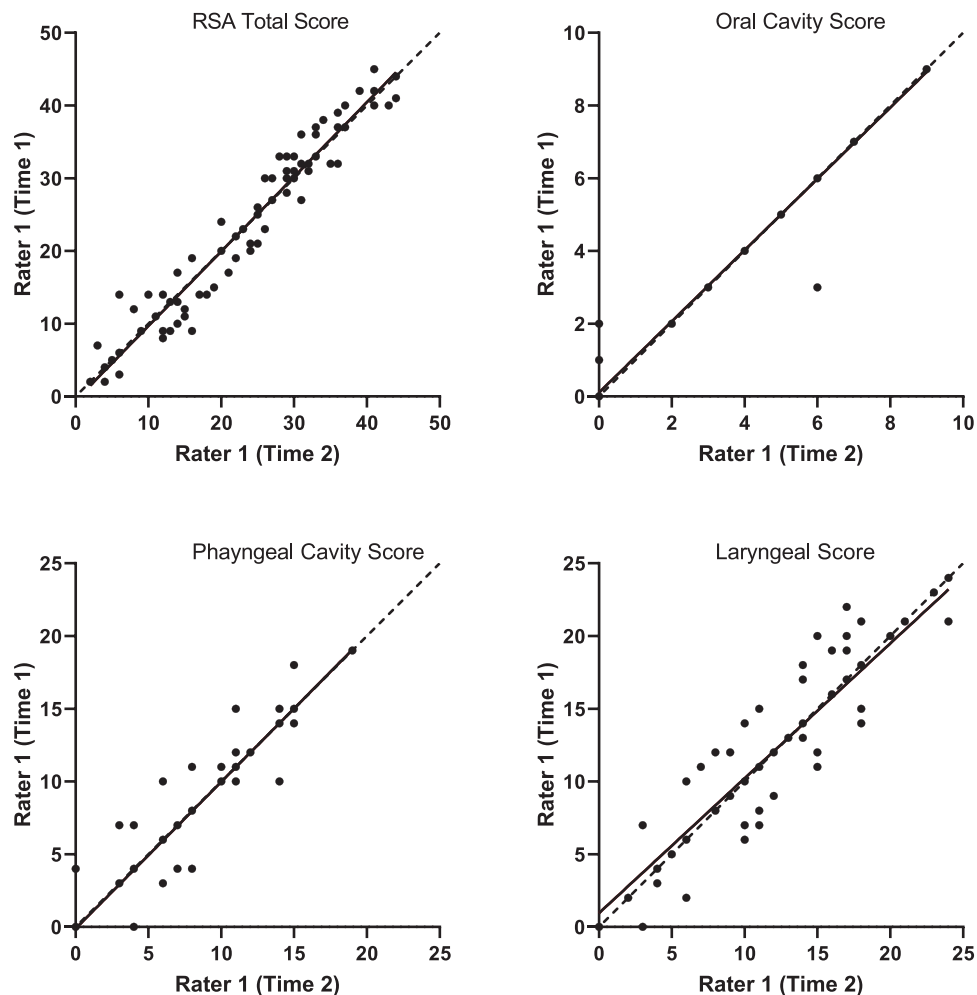 RSA Total Score
50
40
30
20
10
0
Rater 1 (Time 1)
0 10 20 30 40 50
Rater 1 (Time 2)
Oral Cavity Score
10
8
6
4
2
0
Rater 1 (Time 1)
0 2 4 6 8 10
Rater 1 (Time 2)
Phayngeal Cavity Score
25
20
15
10
5
0
Rater 1 (Time 1)
0 5 10 15 20 25
Rater 1 (Time 2)
Laryngeal Score
25
20
15
10
5
0
Rater 1 (Time 1)
0 5 10 15 20 25
Rater 1 (Time 2)